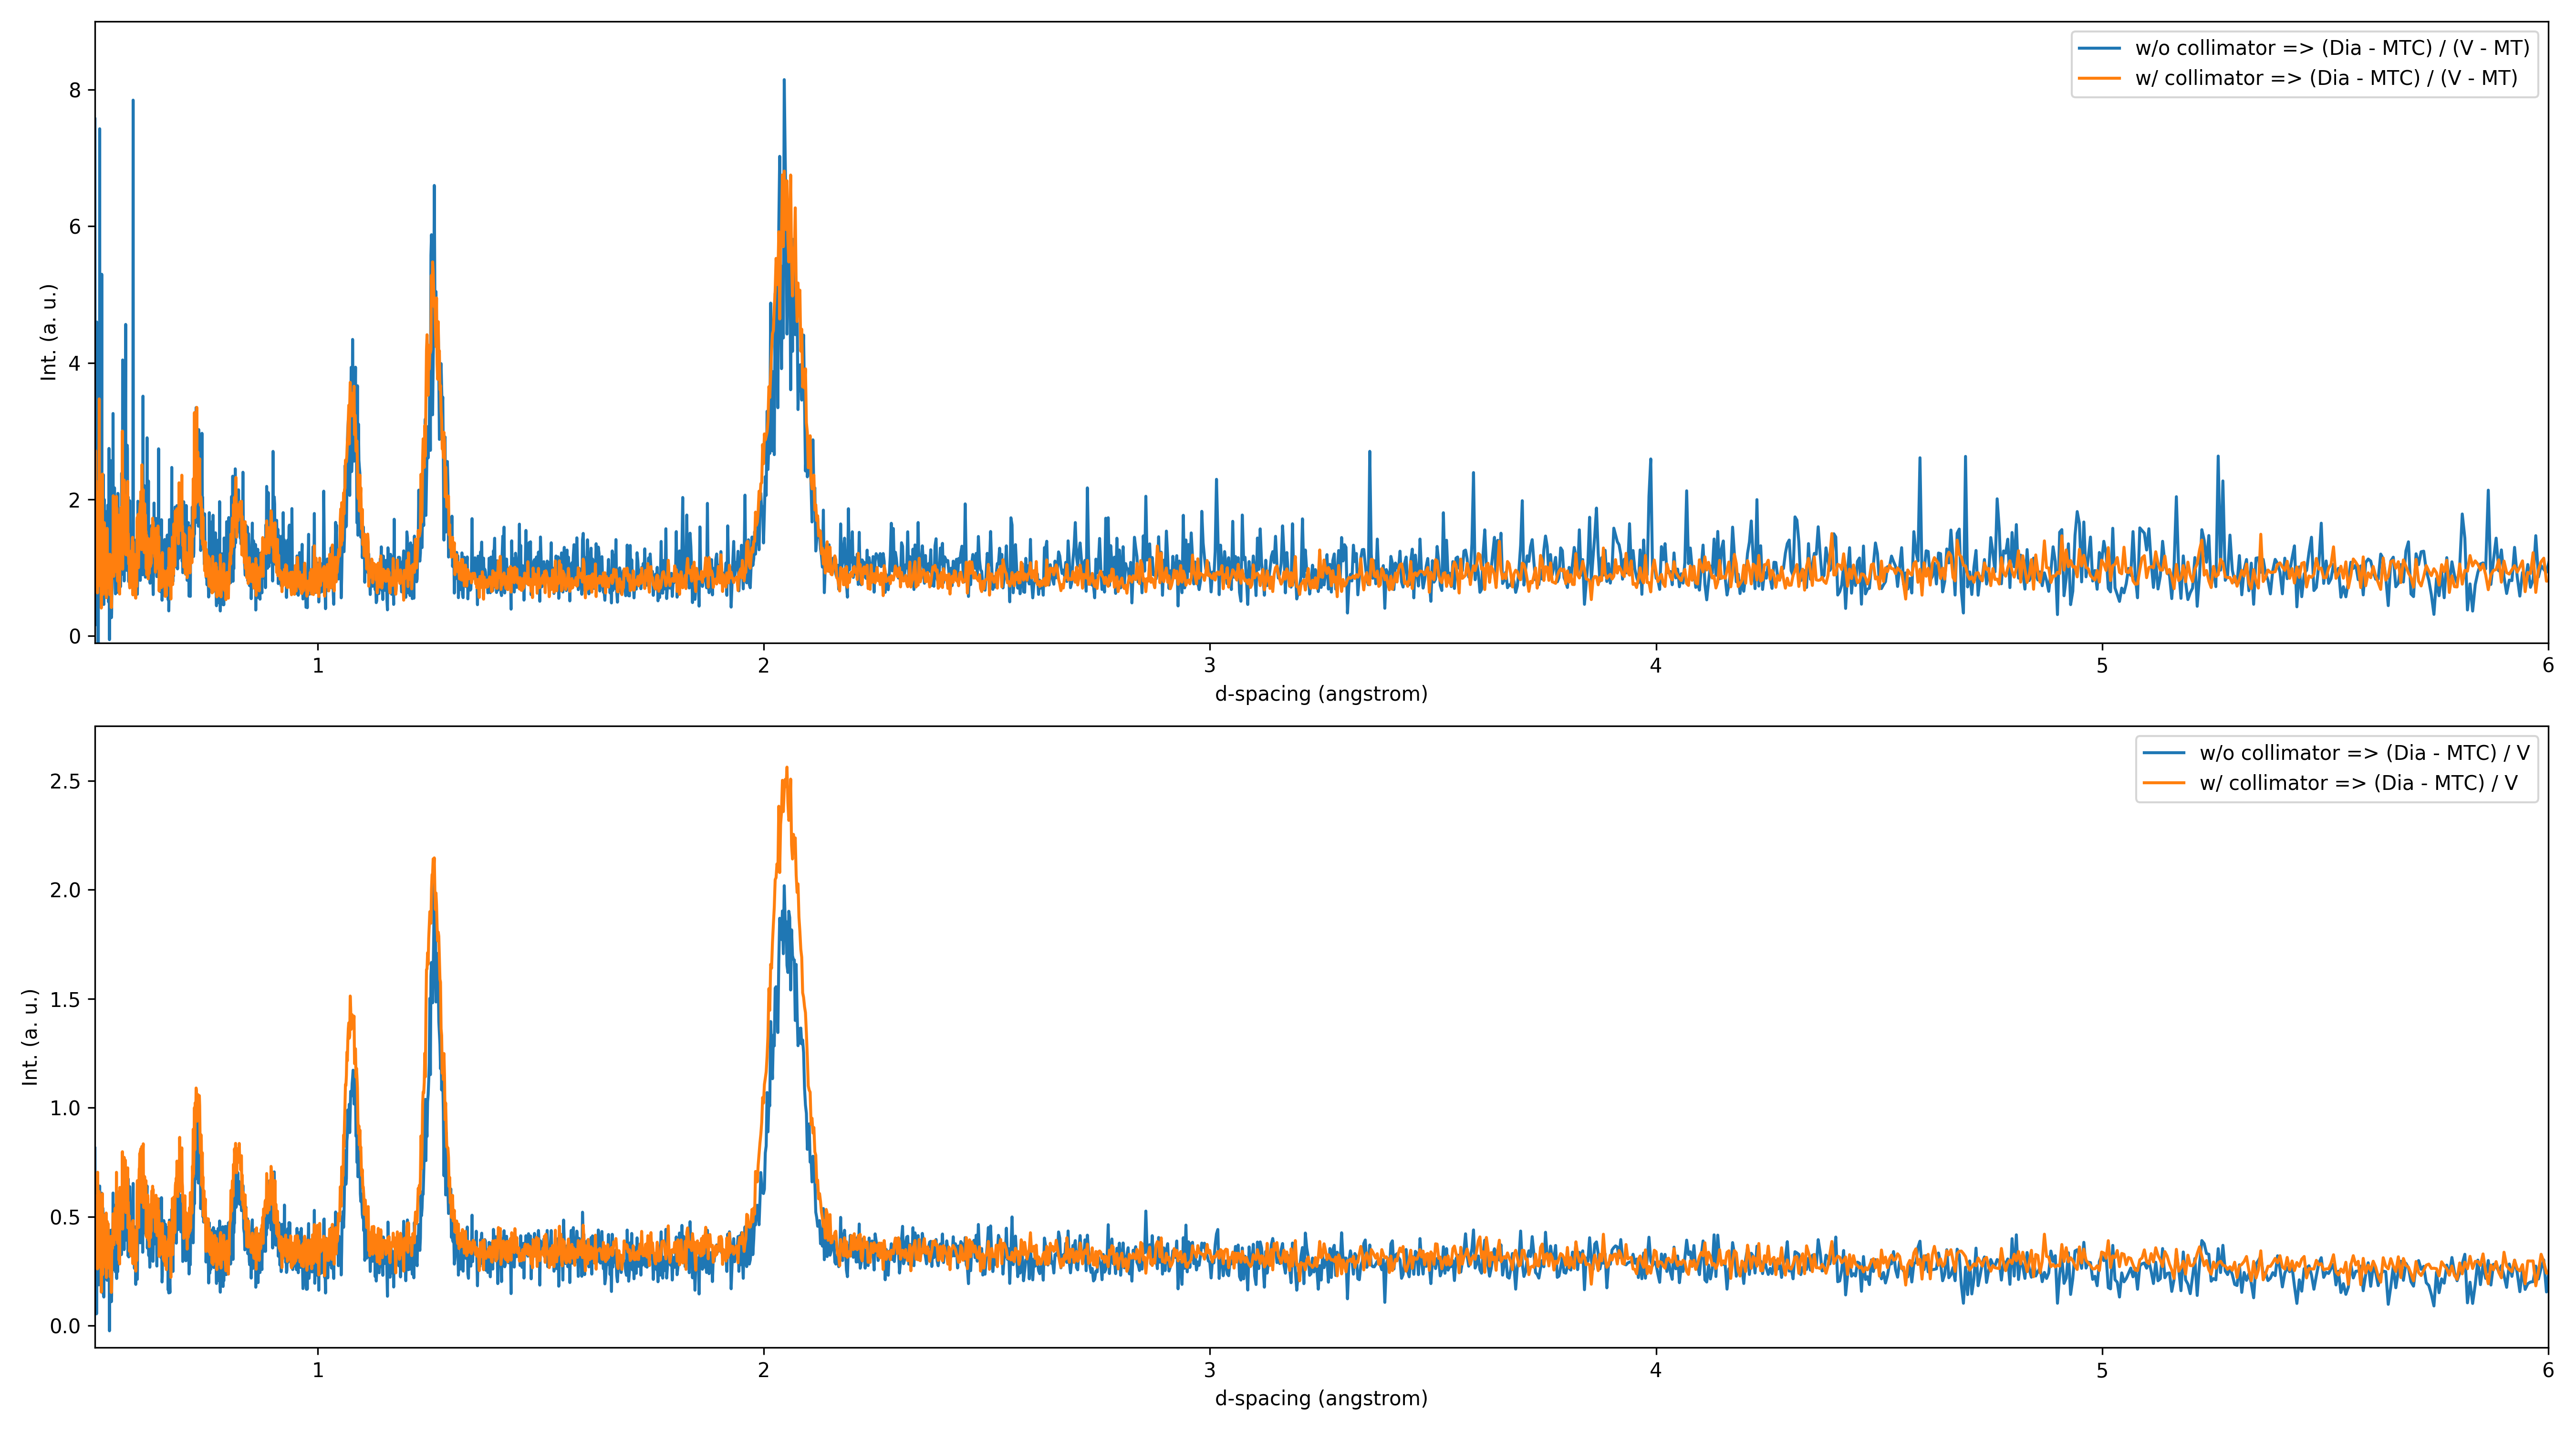 w/o collimator => (Dia - MTC) / (V - MT)
w/ collimator => (Dia - MTC) / (V - MT)
8
6
4
2
0
Int. (a. u.)
1 2 3 4 5 6
d-spacing (angstrom)
w/o collimator => (Dia - MTC) / V
w/ collimator => (Dia - MTC) / V
2.5
2.0
1.5
1.0
0.5
0.0
Int. (a. u.)
1 2 3 4 5 6
d-spacing (angstrom)